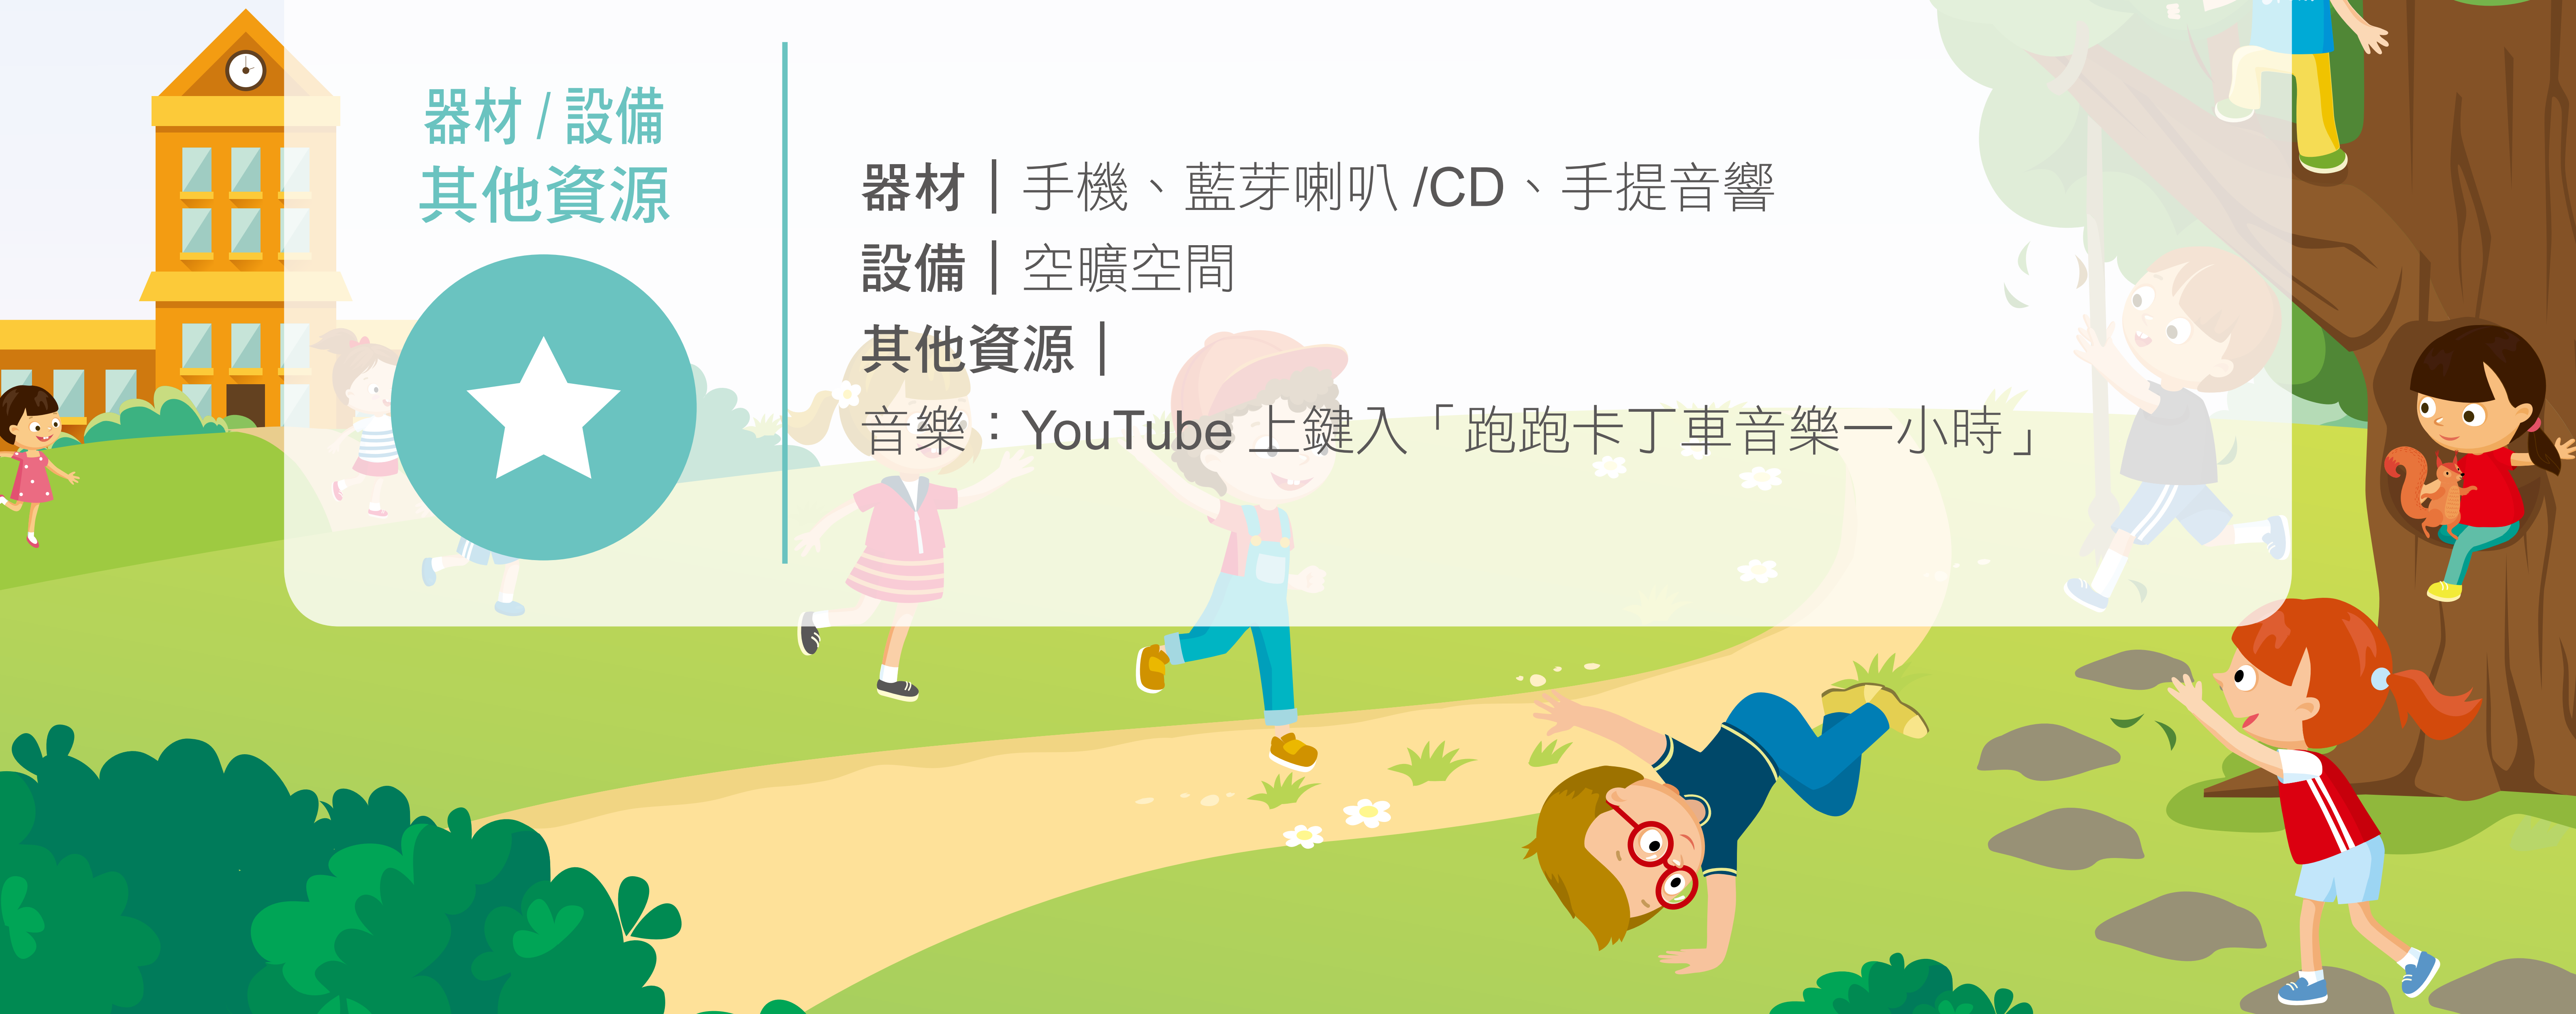 器材 / 設備
其他資源
器材｜手機、藍芽喇叭 /CD、手提音響
設備｜空曠空間
其他資源｜
音樂：YouTube 上鍵入「跑跑卡丁車音樂一小時」